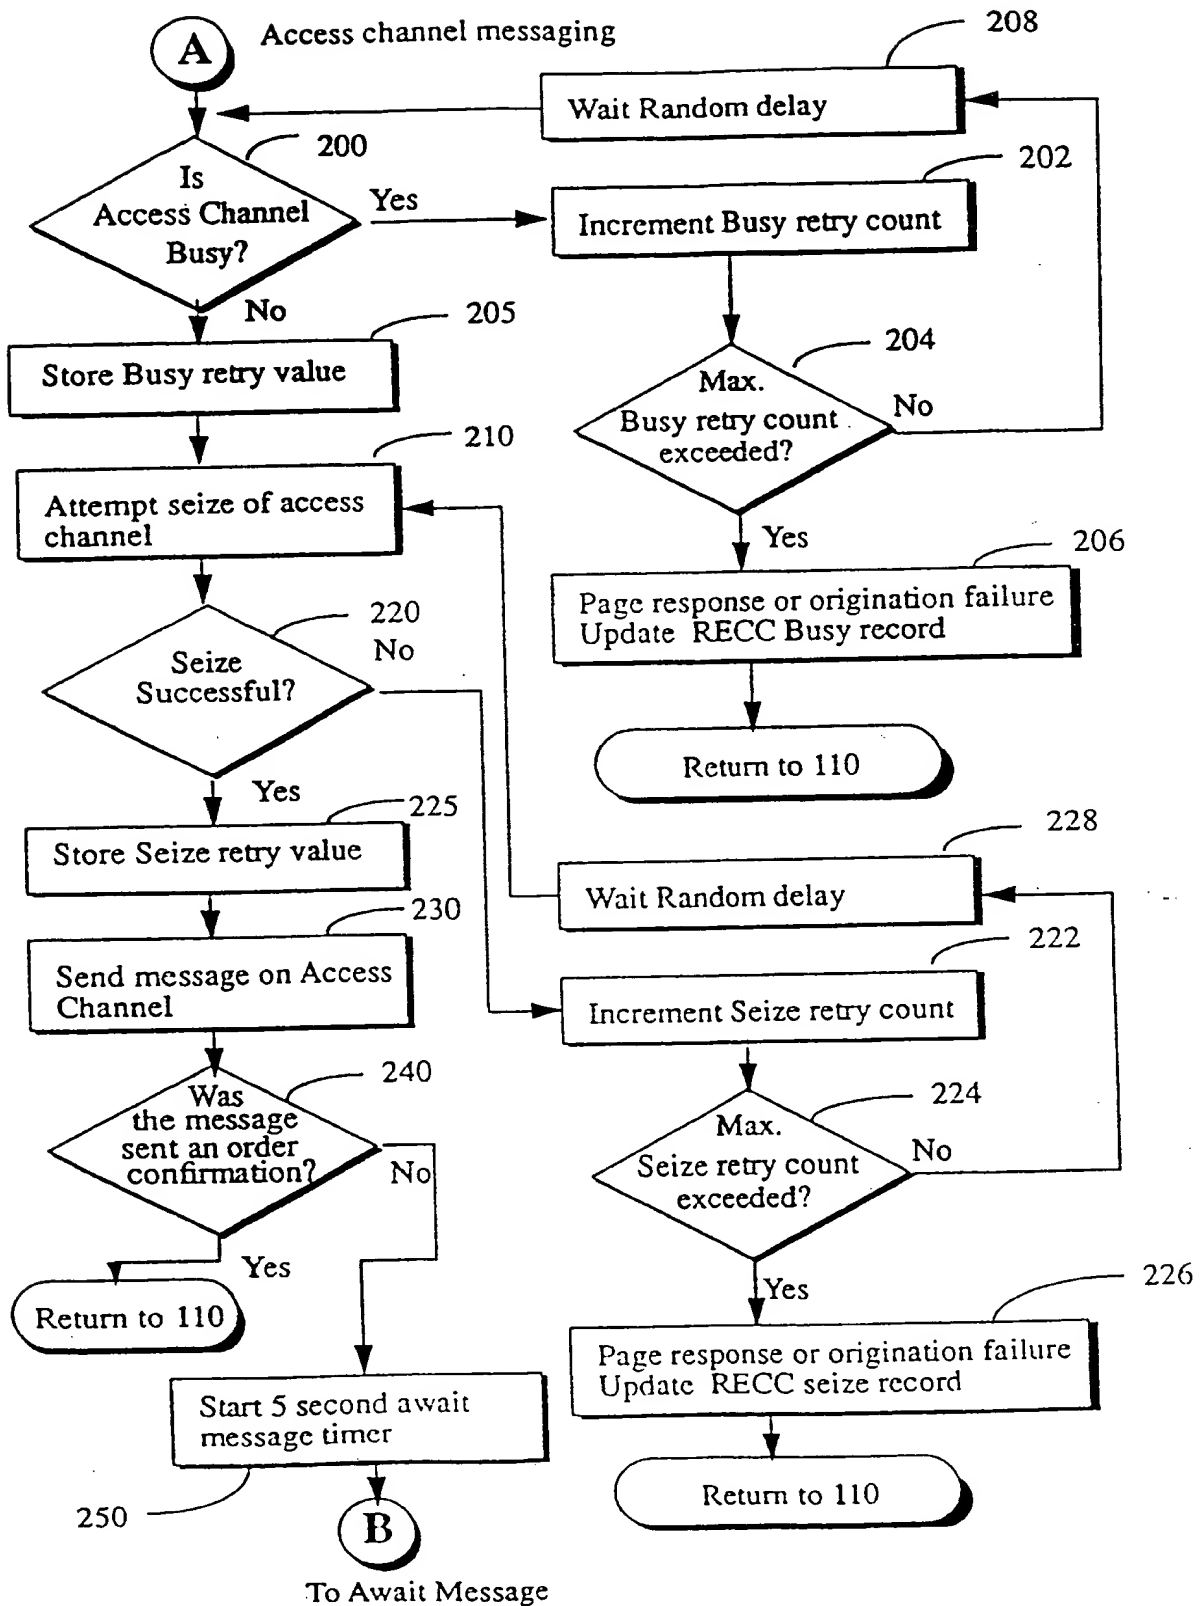 A
Access channel messaging
208
Wait Random delay
200
Is
Access Channel
Busy?
Yes
202
Increment Busy retry count
No
205
Store Busy retry value
204
Max.
Busy retry count
exceeded?
No
210
Attempt seize of access
channel
Yes
206
Page response or origination failure
Update RECC Busy record
220
No
Seize
Successful?
Return to 110
Yes
225
Store Seize retry value
228
Wait Random delay
230
Send message on Access
Channel
222
Increment Seize retry count
240
Was
the message
sent an order
confirmation?
No
224
Max.
Seize retry count
exceeded?
No
Yes
Return to 110
Yes
226
Page response or origination failure
Update RECC seize record
Start 5 second await
message timer
250
Return to 110
B
To Await Message